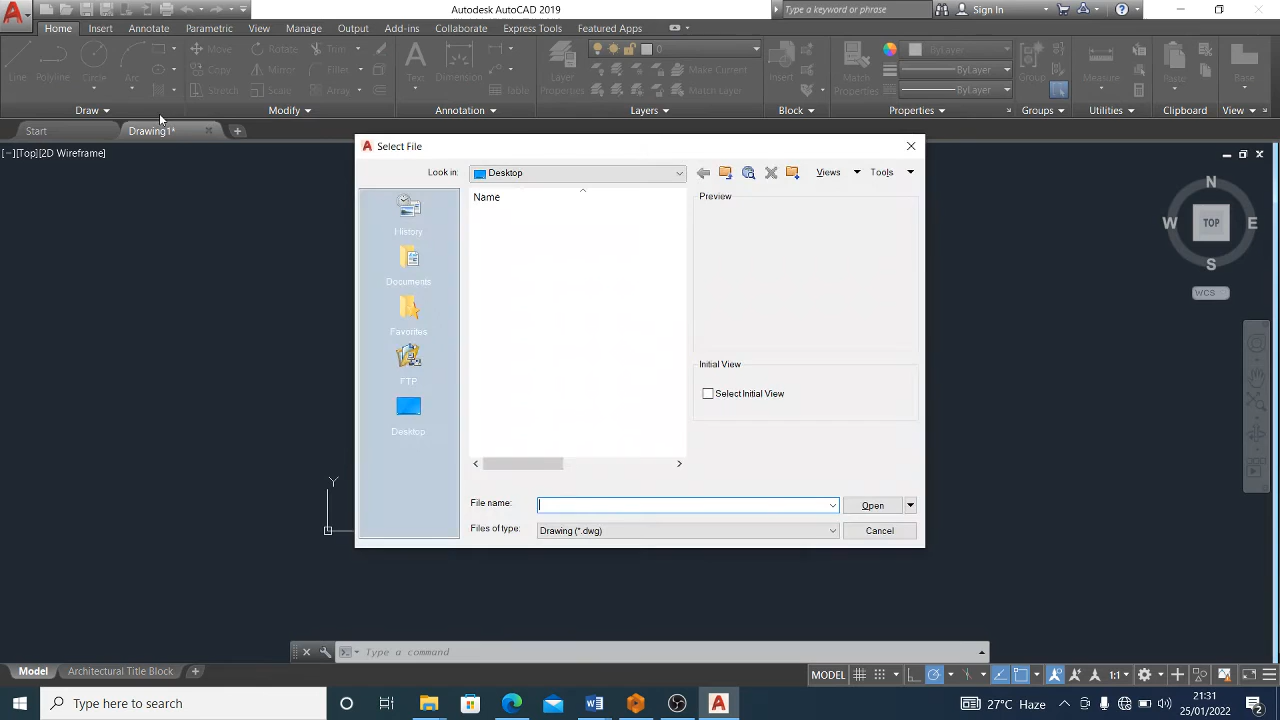 A
Autodesk AutoCAD 2019
Type a keyword or phrase
Sign In
Home Insert Annotate Parametric View Manage Output Add-ins Collaborate Express Tools Featured Apps
Line Polyline Circle Arc
Move Rotate Trim
Copy Mirror Fillet
Stretch Scale Array
Text Dimension Table
Layer Properties
0
Make Current
Match Layer
Insert
Match Properties
ByLayer
ByLayer
ByLayer
Group
Measure
Paste
Base
Draw Modify Annotation Layers Block Properties Groups Utilities Clipboard View
Start Drawing1*
[−][Top][2D Wireframe]
Select File
Look in: Desktop
Views Tools
Name
Preview
History
Documents
Favorites
FTP
Desktop
Initial View
Select Initial View
File name: Open
Files of type: Drawing (*.dwg) Cancel
N
W TOP E
S
WCS
Y
Type a command
Model Architectural Title Block
MODEL 1:1
Type here to search
27°C Haze
21:31
25/01/2022